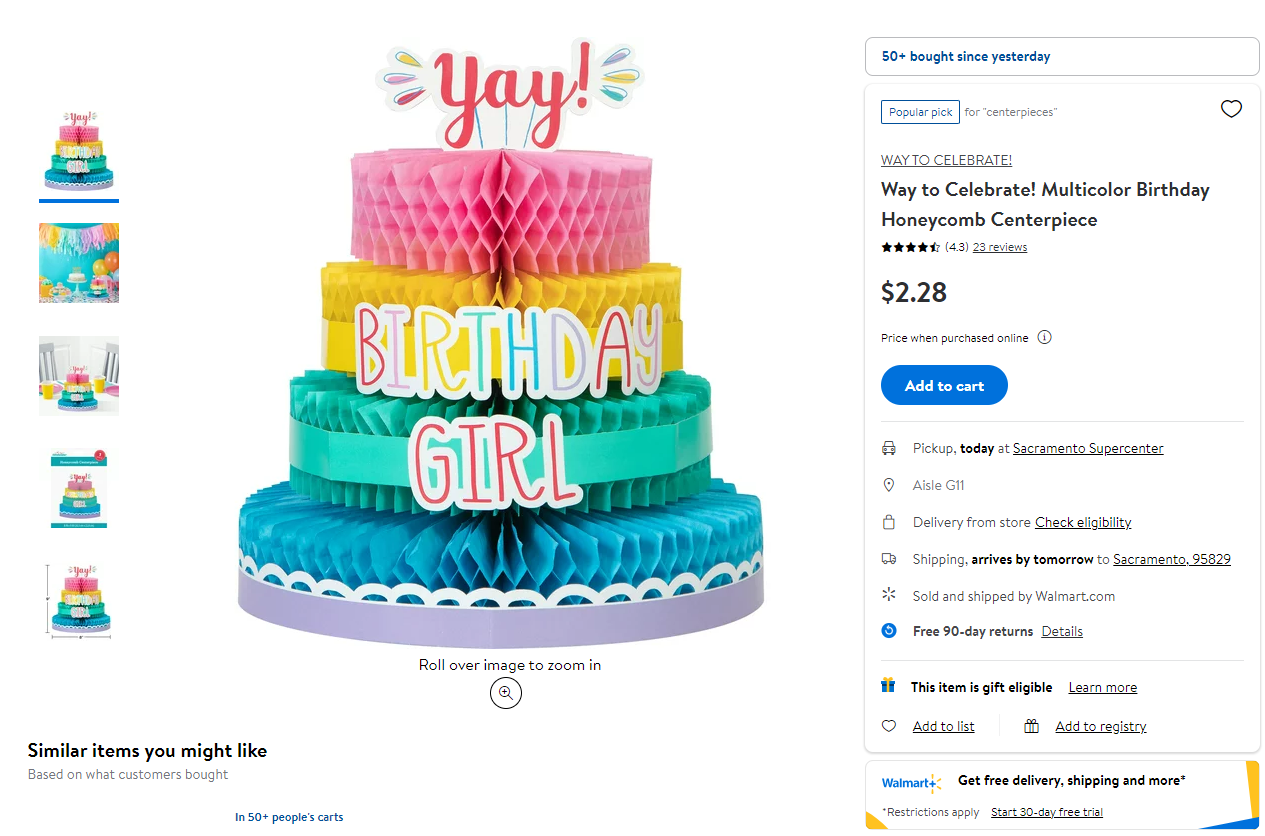 50+ bought since yesterday
Popular pick for "centerpieces"
WAY TO CELEBRATE!
Way to Celebrate! Multicolor Birthday
Honeycomb Centerpiece
(4.3) 23 reviews
$2.28
Price when purchased online
Add to cart
Pickup, today at Sacramento Supercenter
Aisle G11
Delivery from store Check eligibility
Shipping, arrives by tomorrow to Sacramento, 95829
Sold and shipped by Walmart.com
Free 90-day returns Details
This item is gift eligible Learn more
Add to list Add to registry
Walmart+ Get free delivery, shipping and more*
*Restrictions apply Start 30-day free trial
Yay!
BIRTHDAY
GIRL
Yay!
BIRTHDAY
GIRL
Roll over image to zoom in
Similar items you might like
Based on what customers bought
In 50+ people's carts